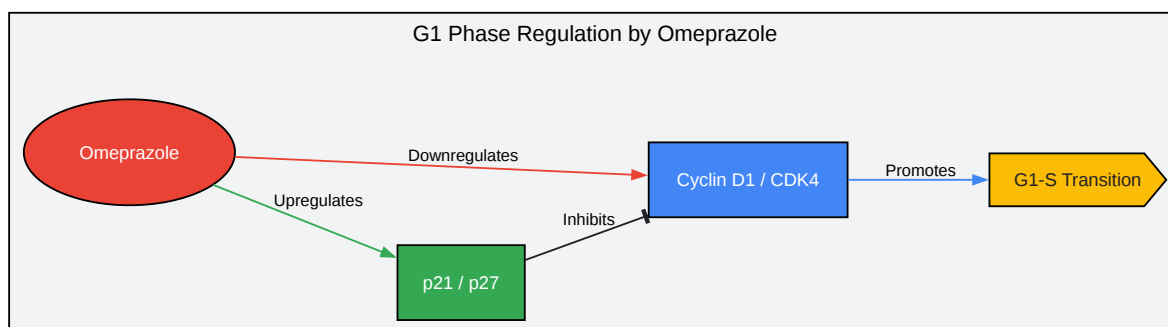 G1 Phase Regulation by Omeprazole
Omeprazole
Downregulates
Cyclin D1 / CDK4
Promotes
G1-S Transition
Upregulates
Inhibits
p21 / p27